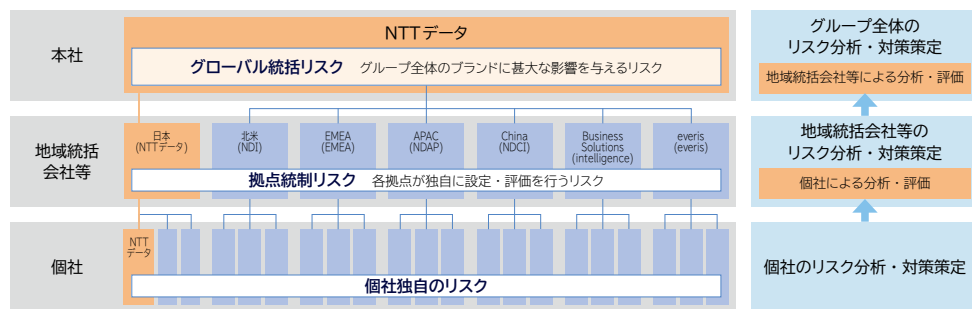 本社
NTTデータ
グローバル統括リスク グループ全体のブランドに甚大な影響を与えるリスク
グループ全体の
リスク分析・対策策定
地域統括会社等による分析・評価
地域統括
会社等
日本
(NTTデータ)
北米
(NDI)
EMEA
(EMEA)
APAC
(NDAP)
China
(NDCI)
Business
Solutions
(intelligence)
everis
(everis)
拠点統制リスク 各拠点が独自に設定・評価を行うリスク
地域統括会社等の
リスク分析・対策策定
個社による分析・評価
個社
NTT
データ
個社独自のリスク
個社のリスク分析・対策策定